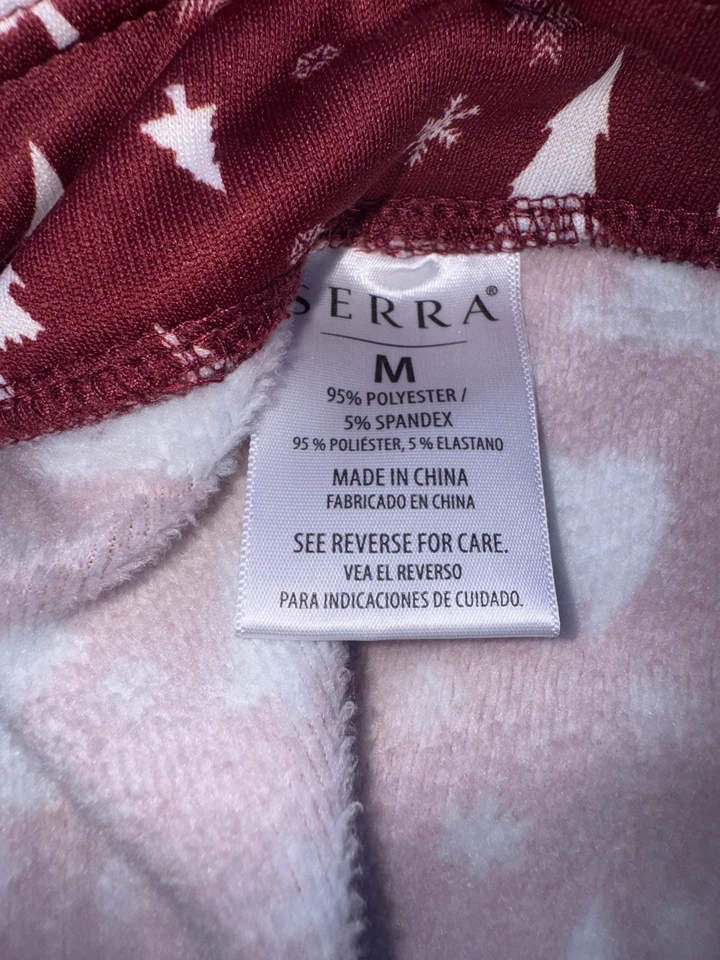 SERRA®
M
95% POLYESTER /
5% SPANDEX
95 % POLIÉSTER, 5 % ELASTANO
MADE IN CHINA
FABRICADO EN CHINA
SEE REVERSE FOR CARE.
VEA EL REVERSO
PARA INDICACIONES DE CUIDADO.